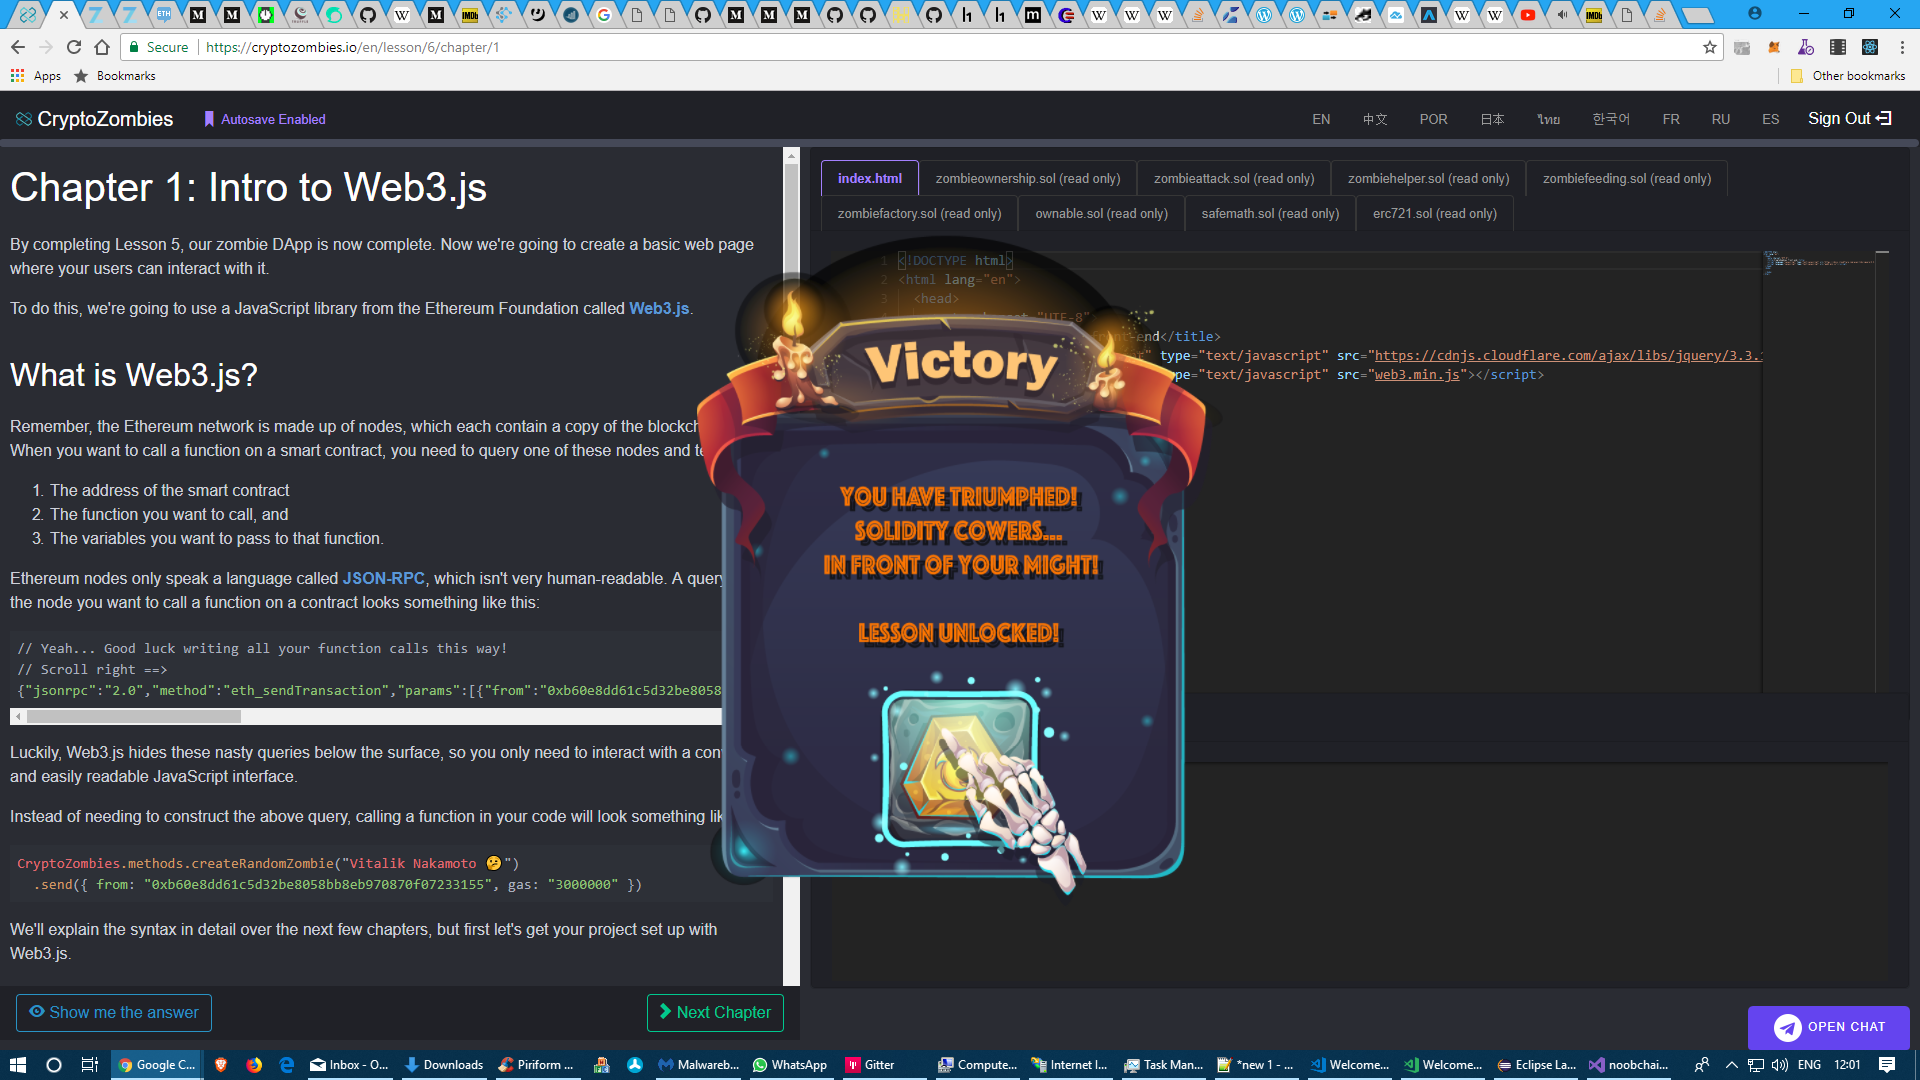 Secure
https://cryptozombies.io/en/lesson/6/chapter/1
Apps
Bookmarks
Other bookmarks
CryptoZombies
Autosave Enabled
EN
中文
POR
日本
ไทย
한국어
FR
RU
ES
Sign Out
Chapter 1: Intro to Web3.js
By completing Lesson 5, our zombie DApp is now complete. Now we're going to create a basic web page
where your users can interact with it.
To do this, we're going to use a JavaScript library from the Ethereum Foundation called Web3.js.
What is Web3.js?
Remember, the Ethereum network is made up of nodes, which each contain a copy of the blockch
When you want to call a function on a smart contract, you need to query one of these nodes and te
1. The address of the smart contract
2. The function you want to call, and
3. The variables you want to pass to that function.
Ethereum nodes only speak a language called JSON-RPC, which isn't very human-readable. A query
the node you want to call a function on a contract looks something like this:
// Yeah... Good luck writing all your function calls this way!
// Scroll right ==>
{"jsonrpc":"2.0","method":"eth_sendTransaction","params":[{"from":"0xb60e8dd61c5d32be8058
Luckily, Web3.js hides these nasty queries below the surface, so you only need to interact with a con
and easily readable JavaScript interface.
Instead of needing to construct the above query, calling a function in your code will look something lik
CryptoZombies.methods.createRandomZombie("Vitalik Nakamoto 🤔")
.send({ from: "0xb60e8dd61c5d32be8058bb8eb970870f07233155", gas: "3000000" })
We'll explain the syntax in detail over the next few chapters, but first let's get your project set up with
Web3.js.
Show me the answer
Next Chapter
index.html
zombieownership.sol (read only)
zombieattack.sol (read only)
zombiehelper.sol (read only)
zombiefeeding.sol (read only)
zombiefactory.sol (read only)
ownable.sol (read only)
safemath.sol (read only)
erc721.sol (read only)
1 <!DOCTYPE html>
2 <html lang="en">
3 <head>
"UTF-8"
end</title>
type="text/javascript" src="https://cdnjs.cloudflare.com/ajax/libs/jquery/3.3.
pe="text/javascript" src="web3.min.js"></script>
Victory
YOU HAVE TRIUMPHED!
SOLIDITY COWERS...
IN FRONT OF YOUR MIGHT!
LESSON UNLOCKED!
OPEN CHAT
Google C...
Inbox - O...
Downloads
Piriform ...
Malwareb...
WhatsApp
Gitter
Compute...
Internet I...
Task Man...
*new 1 - ...
Welcome...
Welcome...
Eclipse La...
noobchai...
ENG
12:01